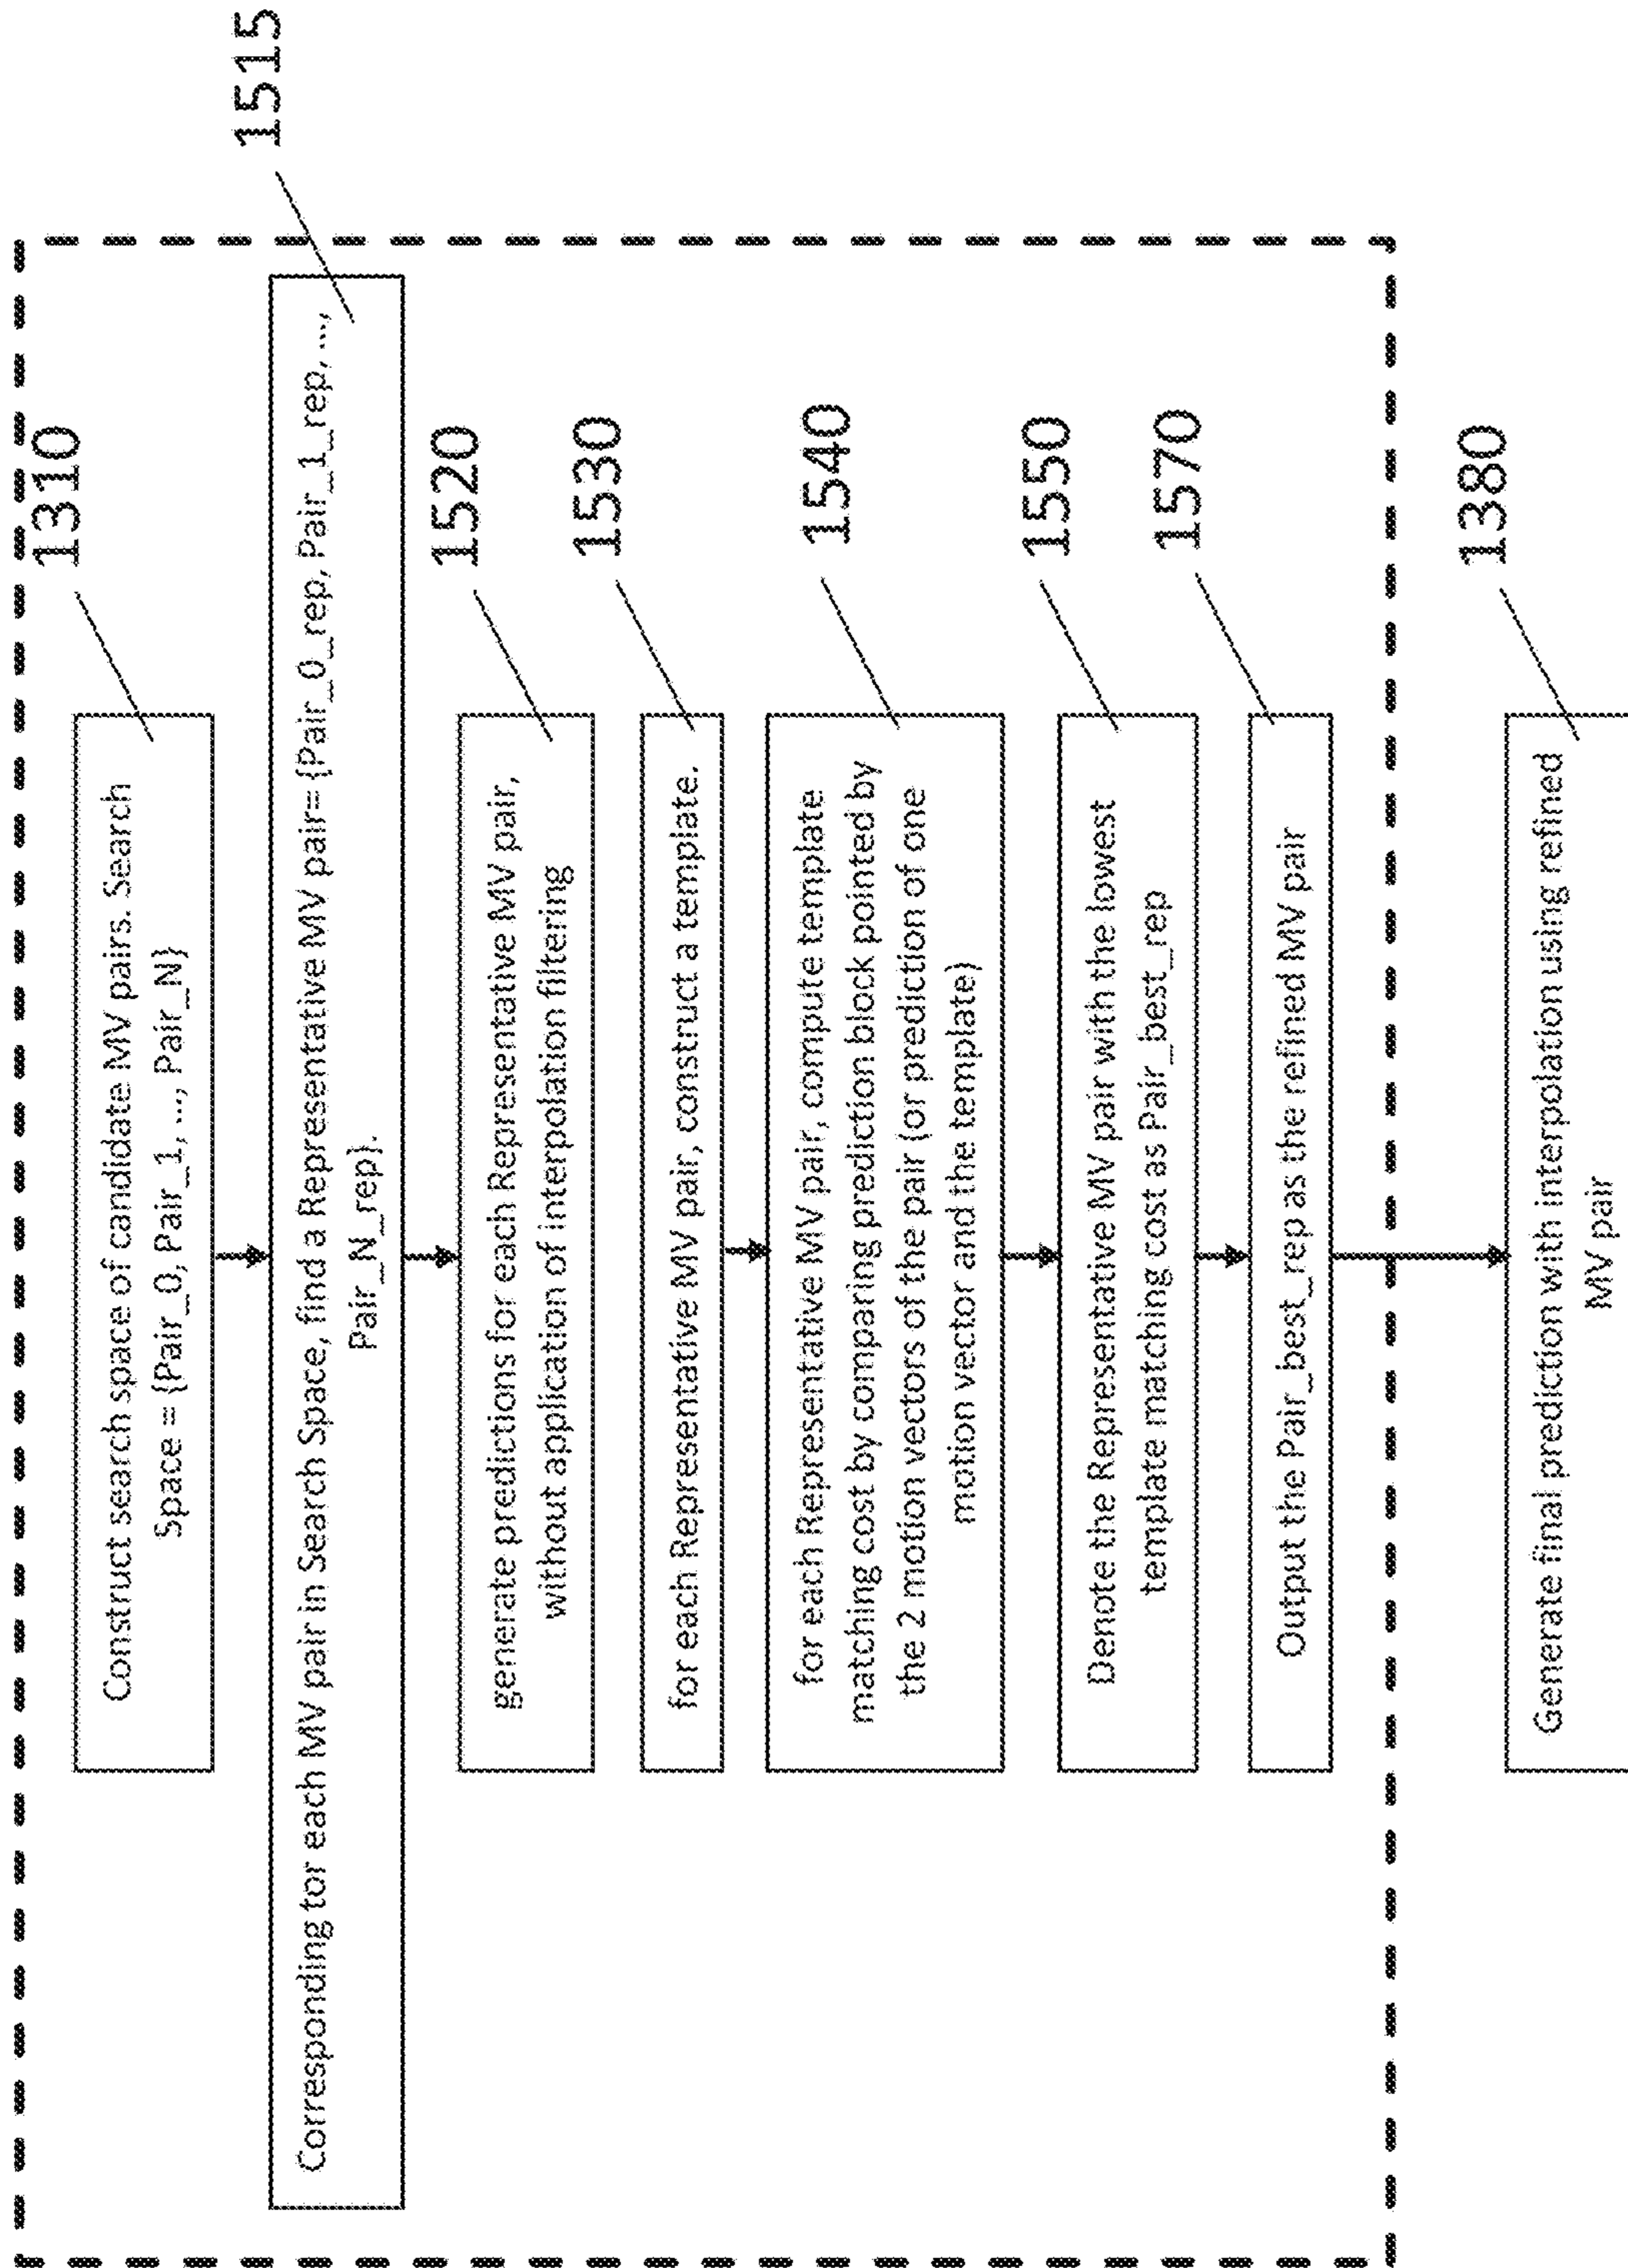 1310
Construct search space of candidate MV pairs. Search
Space = {Pair_0, Pair_1, ..., Pair_N}
1515
Corresponding tor each MV pair in Search Space, find a Representative MV pair= {Pair_0_rep, Pair_1_rep, ...,
Pair_N_rep}.
1520
generate predictions for each Representative MV pair,
without application of interpolation filtering
1530
for each Representative MV pair, construct a template.
1540
for each Representative MV pair, compute template
matching cost by comparing prediction block pointed by
the 2 motion vectors of the pair (or prediction of one
motion vector and the template)
1550
Denote the Representative MV pair with the lowest
template matching cost as Pair_best_rep
1570
Output the Pair_best_rep as the refined MV pair
1380
Generate final prediction with interpolation using refined
MV pair